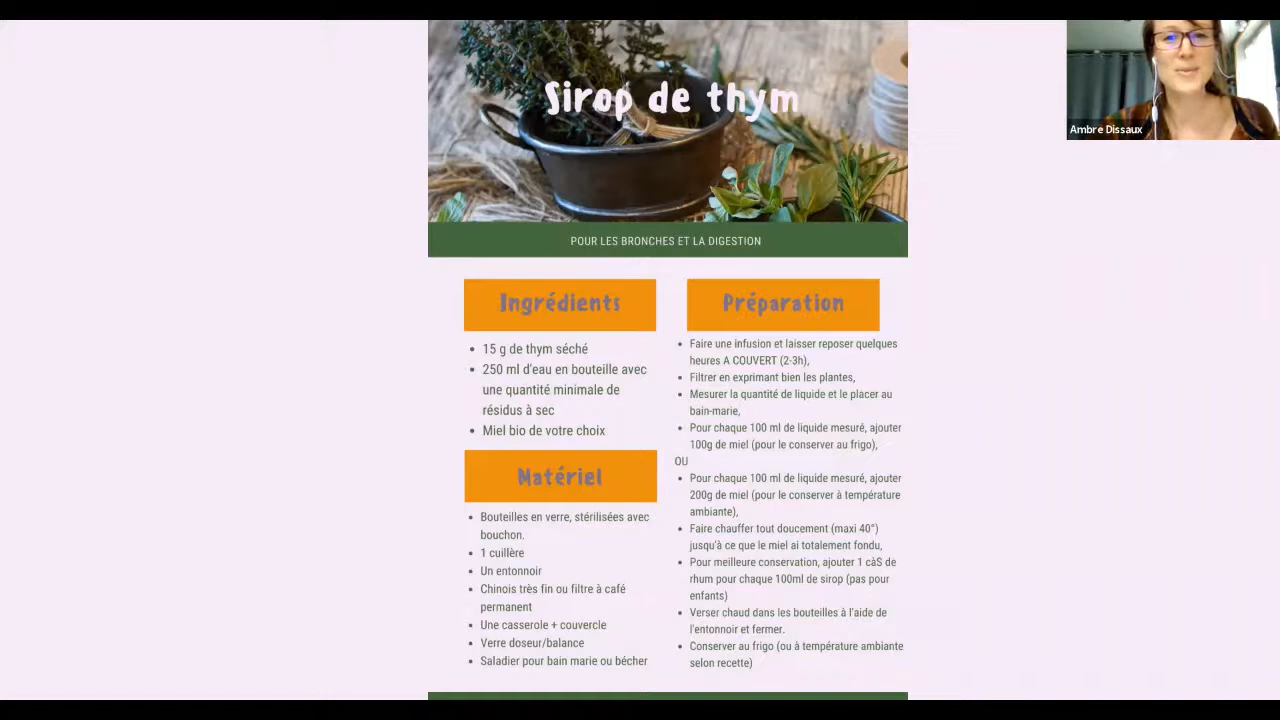 Sirop de thym
Ambre Dissaux
POUR LES BRONCHES ET LA DIGESTION
Ingrédients
15 g de thym séché
250 ml d'eau en bouteille avec
une quantité minimale de
résidus à sec
Miel bio de votre choix
Matériel
Bouteilles en verre, stérilisées avec
bouchon.
1 cuillère
Un entonnoir
Chinois très fin ou filtre à café
permanent
Une casserole + couvercle
Verre doseur/balance
Saladier pour bain marie ou bécher
Préparation
Faire une infusion et laisser reposer quelques
heures A COUVERT (2-3h),
Filtrer en exprimant bien les plantes,
Mesurer la quantité de liquide et le placer au
bain-marie,
Pour chaque 100 ml de liquide mesuré, ajouter
100g de miel (pour le conserver au frigo),
OU
Pour chaque 100 ml de liquide mesuré, ajouter
200g de miel (pour le conserver à température
ambiante),
Faire chauffer tout doucement (maxi 40°)
jusqu'à ce que le miel ai totalement fondu,
Pour meilleure conservation, ajouter 1 càS de
rhum pour chaque 100ml de sirop (pas pour
enfants)
Verser chaud dans les bouteilles à l'aide de
l'entonnoir et fermer.
Conserver au frigo (ou à température ambiante
selon recette)